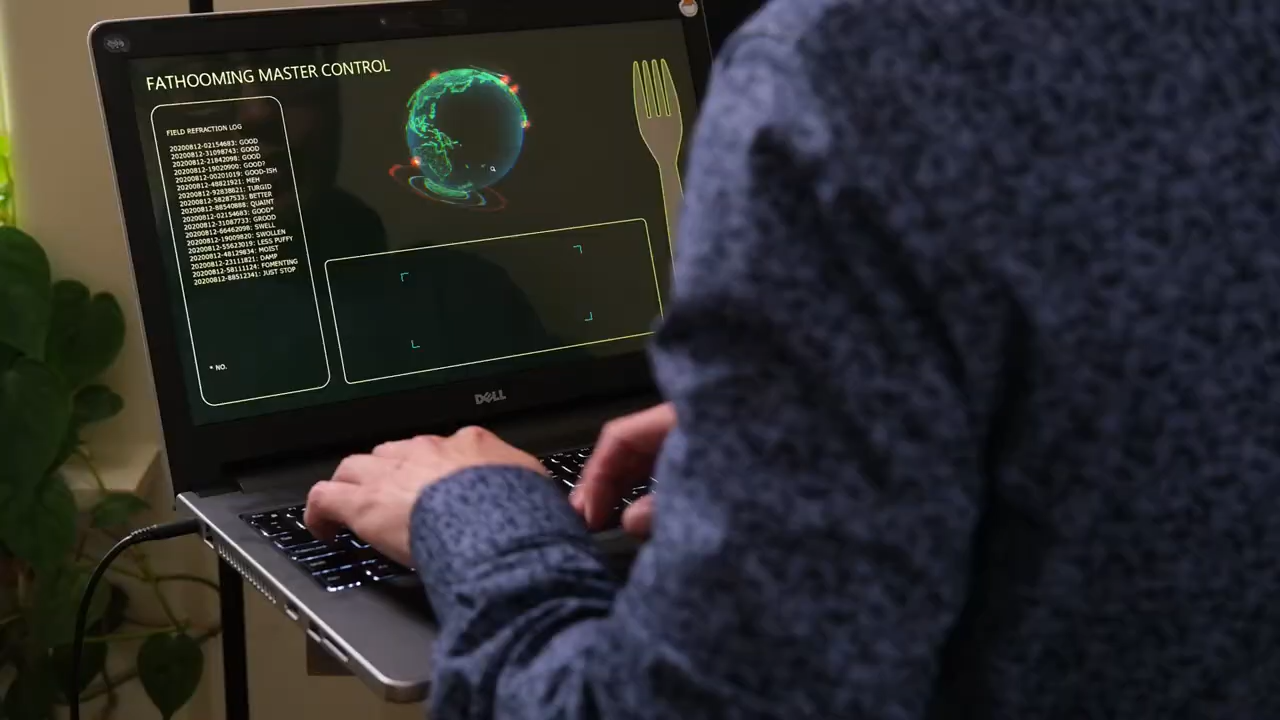 FATHOOMING MASTER CONTROL
FIELD REFRACTION LOG
20200812-02154683: GOOD
20200812-31098743: GOOD
20200812-21842098: GOOD
20200812-19020900: GOOD?
20200812-00201019: GOOD-ISH
20200812-48821921: MEH
20200812-92838821: TURGID
20200812-58287533: BETTER
20200812-88540888: QUAINT
20200812-02154683: GOOD*
20200812-31087733: GROOD
20200812-66462098: SWELL
20200812-19009820: SWOLLEN
20200812-55623019: LESS PUFFY
20200812-48129834: MOIST
20200812-23111821: DAMP
20200812-58111124: FOMENTING
20200812-88512341: JUST STOP
* NO.
DELL